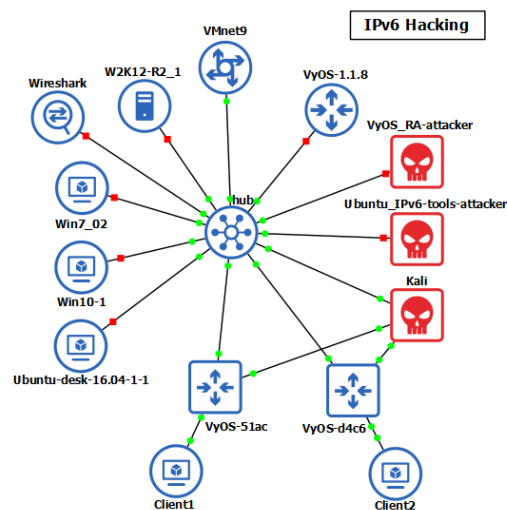 IPv6 Hacking
VMnet9
W2K12-R2_1
Wireshark
VyOS-1.1.8
VyOS_RA-attacker
Win7_02
hub
Ubuntu_IPv6-tools-attacker
Win10-1
Kali
Ubuntu-desk-16.04-1-1
VyOS-51ac
VyOS-d4c6
Client1
Client2